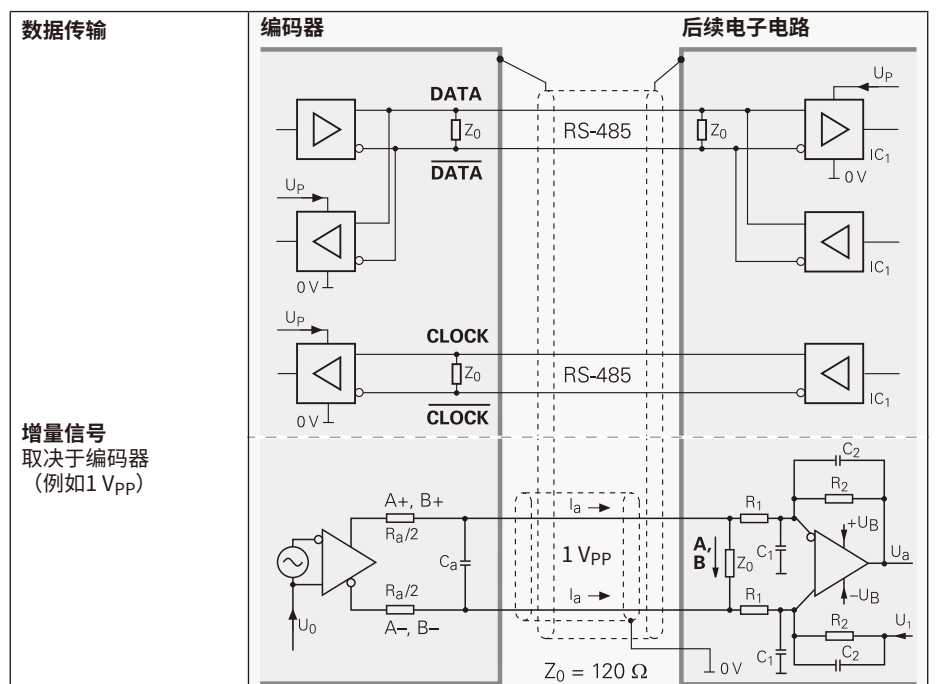 数据传输
编码器
后续电子电路
DATA
Z0
RS-485
Z0
UP
DATA
IC1
0 V
UP
0 V
IC1
UP
CLOCK
Z0
RS-485
CLOCK
0 V
IC1
增量信号
取决于编码器
（例如1 VPP）
C2
R2
A+, B+
Ia
R1
Ra/2
+UB
Ca
1 VPP
A, B
Z0
C1
Ua
Ra/2
Ia
R1
–UB
A–, B–
U0
R2
U1
C1
C2
Z0 = 120 Ω
0 V